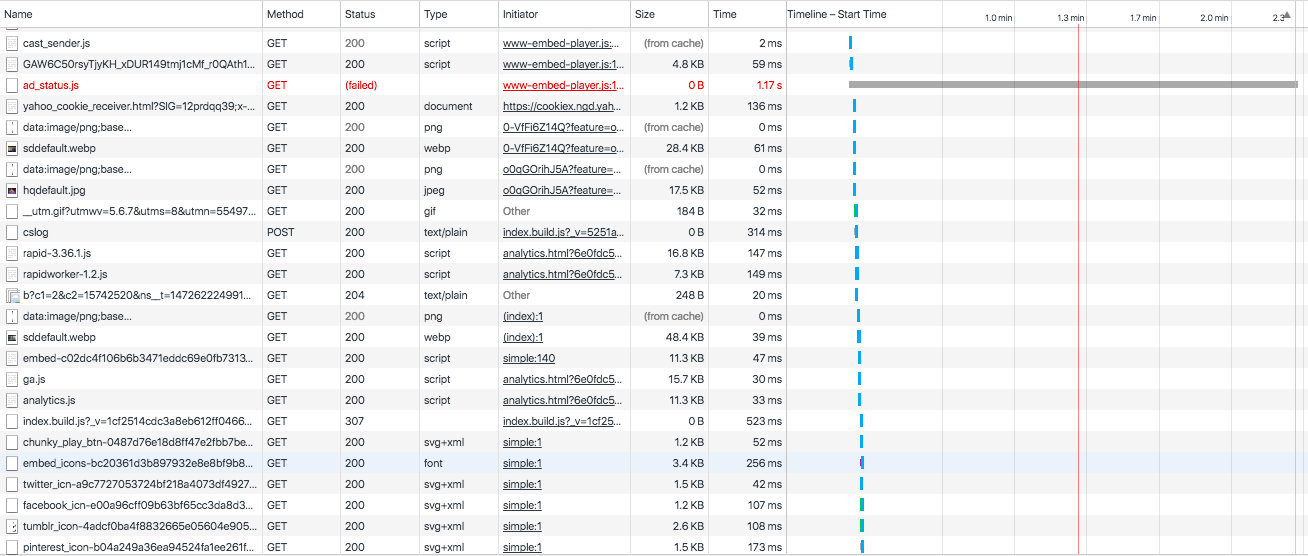 Name Method Status Type Initiator Size Time Timeline – Start Time 1.0 min 1.3 min 1.7 min 2.0 min 2.3
cast_sender.js GET 200 script www-embed-player.js:... (from cache) 2 ms
GAW6C50rsyTjyKH_xDUR149tmj1cMf_r0QAth1... GET 200 script www-embed-player.js:1... 4.8 KB 59 ms
ad_status.js GET (failed) www-embed-player.js:1... 0 B 1.17 s
yahoo_cookie_receiver.html?SIG=12prdqq39;x-... GET 200 document https://cookiex.ngd.yah... 1.2 KB 136 ms
data:image/png;base... GET 200 png 0-VfFi6Z14Q?feature=o... (from cache) 0 ms
sddefault.webp GET 200 webp 0-VfFi6Z14Q?feature=o... 28.4 KB 61 ms
data:image/png;base... GET 200 png o0qGOrihJ5A?feature=... (from cache) 0 ms
hqdefault.jpg GET 200 jpeg o0qGOrihJ5A?feature=... 17.5 KB 52 ms
__utm.gif?utmwv=5.6.7&utms=8&utmn=55497... GET 200 gif Other 184 B 32 ms
cslog POST 200 text/plain index.build.js?_v=5251a... 0 B 314 ms
rapid-3.36.1.js GET 200 script analytics.html?6e0fdc5... 16.8 KB 147 ms
rapidworker-1.2.js GET 200 script analytics.html?6e0fdc5... 7.3 KB 149 ms
b?c1=2&c2=15742520&ns__t=147262224991... GET 204 text/plain Other 248 B 20 ms
data:image/png;base... GET 200 png (index):1 (from cache) 0 ms
sddefault.webp GET 200 webp (index):1 48.4 KB 39 ms
embed-c02dc4f106b6b3471eddc69e0fb7313... GET 200 script simple:140 11.3 KB 47 ms
ga.js GET 200 script analytics.html?6e0fdc5... 15.7 KB 30 ms
analytics.js GET 200 script analytics.html?6e0fdc5... 11.3 KB 33 ms
index.build.js?_v=1cf2514cdc3a8eb612ff0466... GET 307 index.build.js?_v=1cf25... 0 B 523 ms
chunky_play_btn-0487d76e18d8ff47e2fbb7be... GET 200 svg+xml simple:1 1.2 KB 52 ms
embed_icons-bc20361d3b897932e8e8bf9b8... GET 200 font simple:1 3.4 KB 256 ms
twitter_icn-a9c7727053724bf218a4073df4927... GET 200 svg+xml simple:1 1.5 KB 42 ms
facebook_icn-e00a96cff09b63bf65cc3da8d3... GET 200 svg+xml simple:1 1.2 KB 107 ms
tumblr_icon-4adcf0ba4f8832665e05604e905... GET 200 svg+xml simple:1 2.6 KB 108 ms
pinterest_icon-b04a249a36ea94524fa1ee261f... GET 200 svg+xml simple:1 1.5 KB 173 ms